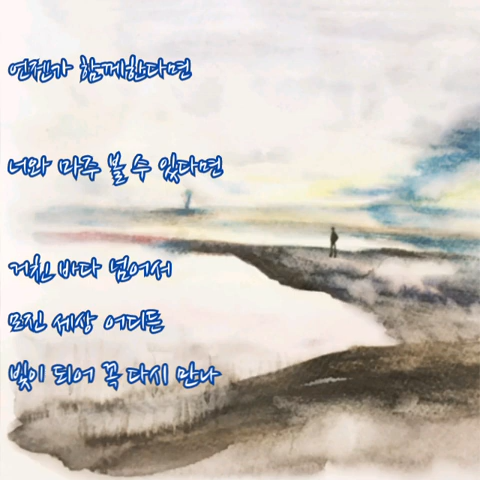 언젠가 함께한다면
너와 마주 볼 수 있다면
거친 바다 넘어서
모진 세상 어디든
빛이 되어 꼭 다시 만나